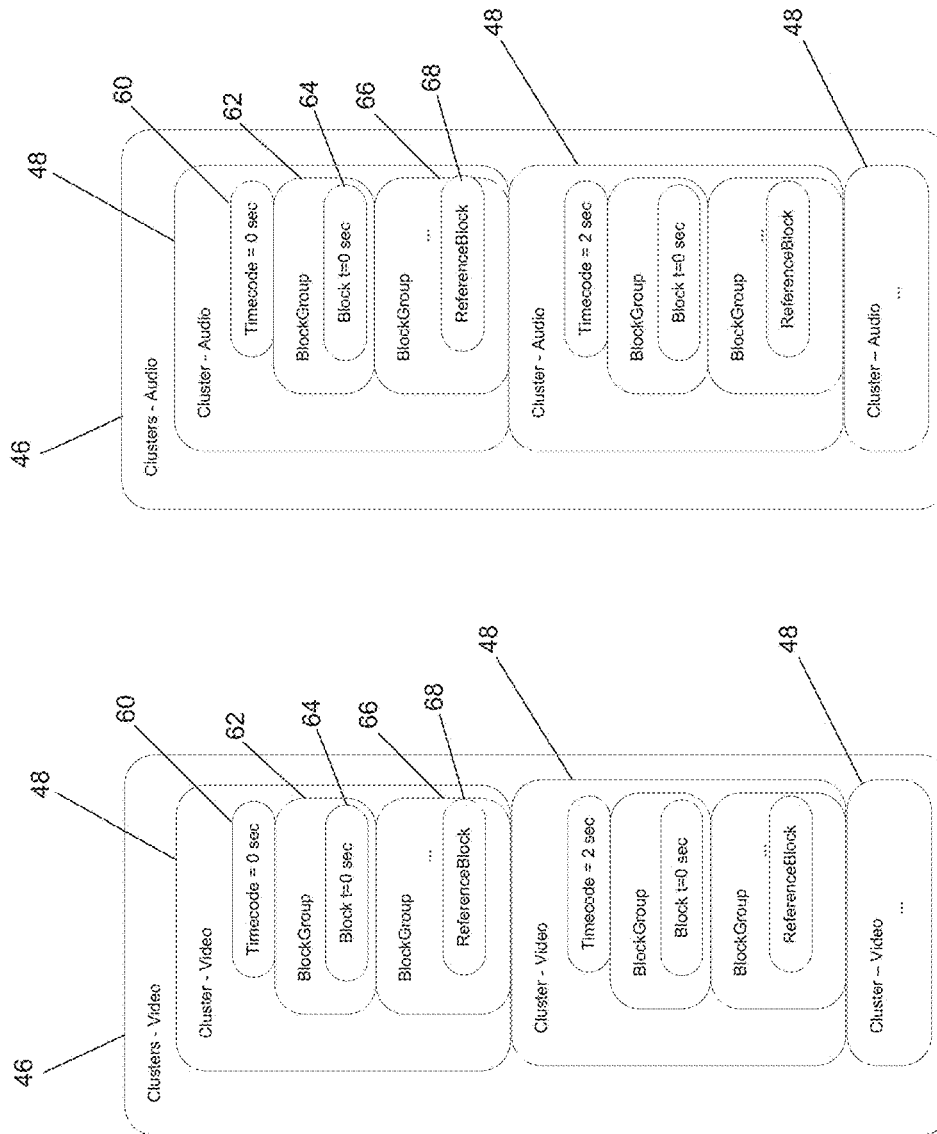 46
Clusters - Video
48
Cluster - Video
60
Timecode = 0 sec
62
BlockGroup
64
Block t=0 sec
66
BlockGroup
...
68
ReferenceBlock
48
Cluster - Video
Timecode = 2 sec
BlockGroup
Block t=0 sec
BlockGroup
...
ReferenceBlock
48
Cluster – Video
...
46
Clusters - Audio
48
Cluster - Audio
60
Timecode = 0 sec
62
BlockGroup
64
Block t=0 sec
66
BlockGroup
...
68
ReferenceBlock
48
Cluster - Audio
Timecode = 2 sec
BlockGroup
Block t=0 sec
BlockGroup
...
ReferenceBlock
48
Cluster – Audio
...